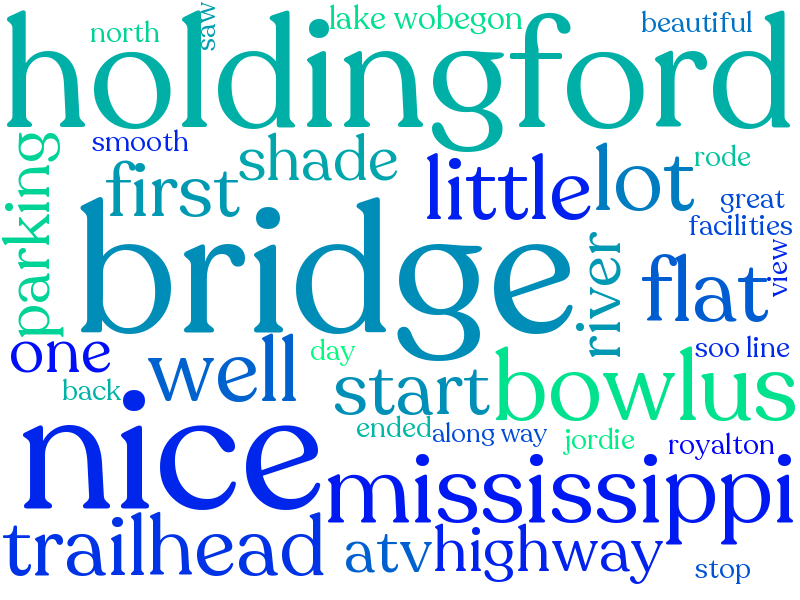 north
saw
lake wobegon
beautiful
holdingford
parking
smooth
first
shade
little
lot
rode
great
facilities
bridge
river
flat
view
one
well
day
soo line
back
start
bowlus
nice
ended
along way
jordie
royalton
mississippi
trailhead
atv
highway
stop